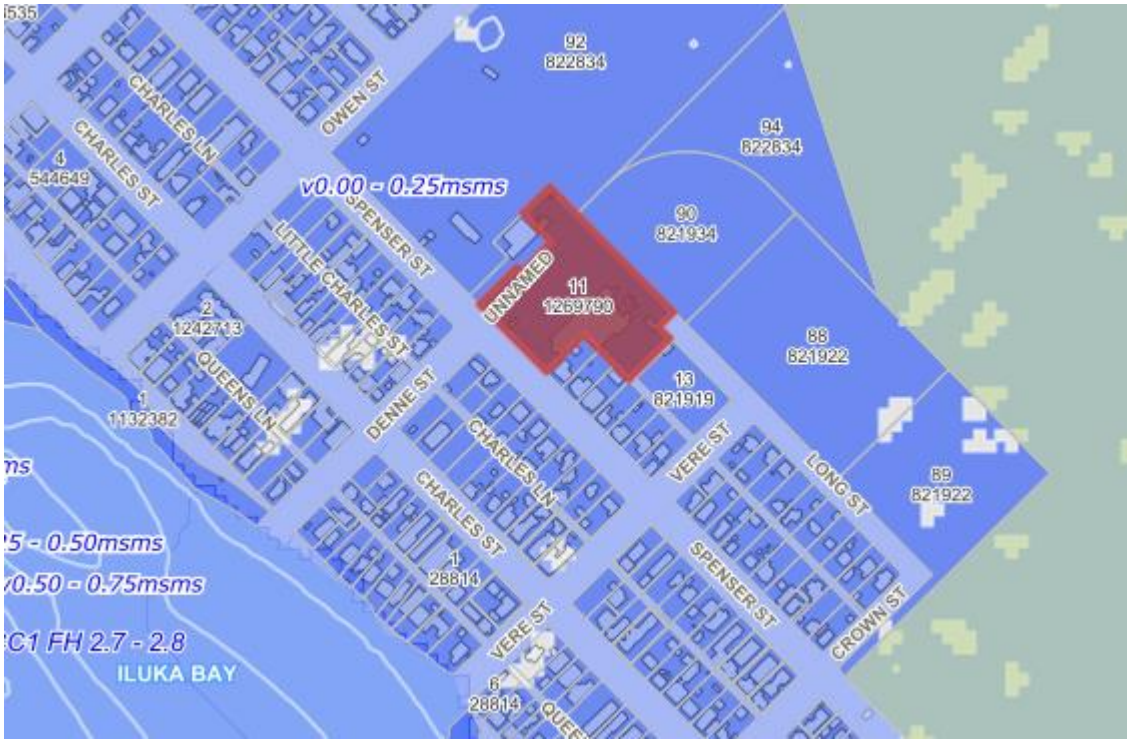 5535
92
822834
CHARLES LN
OWEN ST
94
822834
CHARLES ST
4
544649
v0.00 - 0.25msms
SPENSER ST
90
821934
LITTLE CHARLES ST
UNNAMED
11
1269790
2
1242713
88
821922
QUEENS LN
1
1132382
DENNE ST
13
821919
CHARLES LN
VERE ST
LONG ST
ms
89
821922
CHARLES ST
25 - 0.50msms
1
28814
v0.50 - 0.75msms
SPENSER ST
CROWN ST
VERE ST
CC1 FH 2.7 - 2.8
ILUKA BAY
6
28814
QUEE